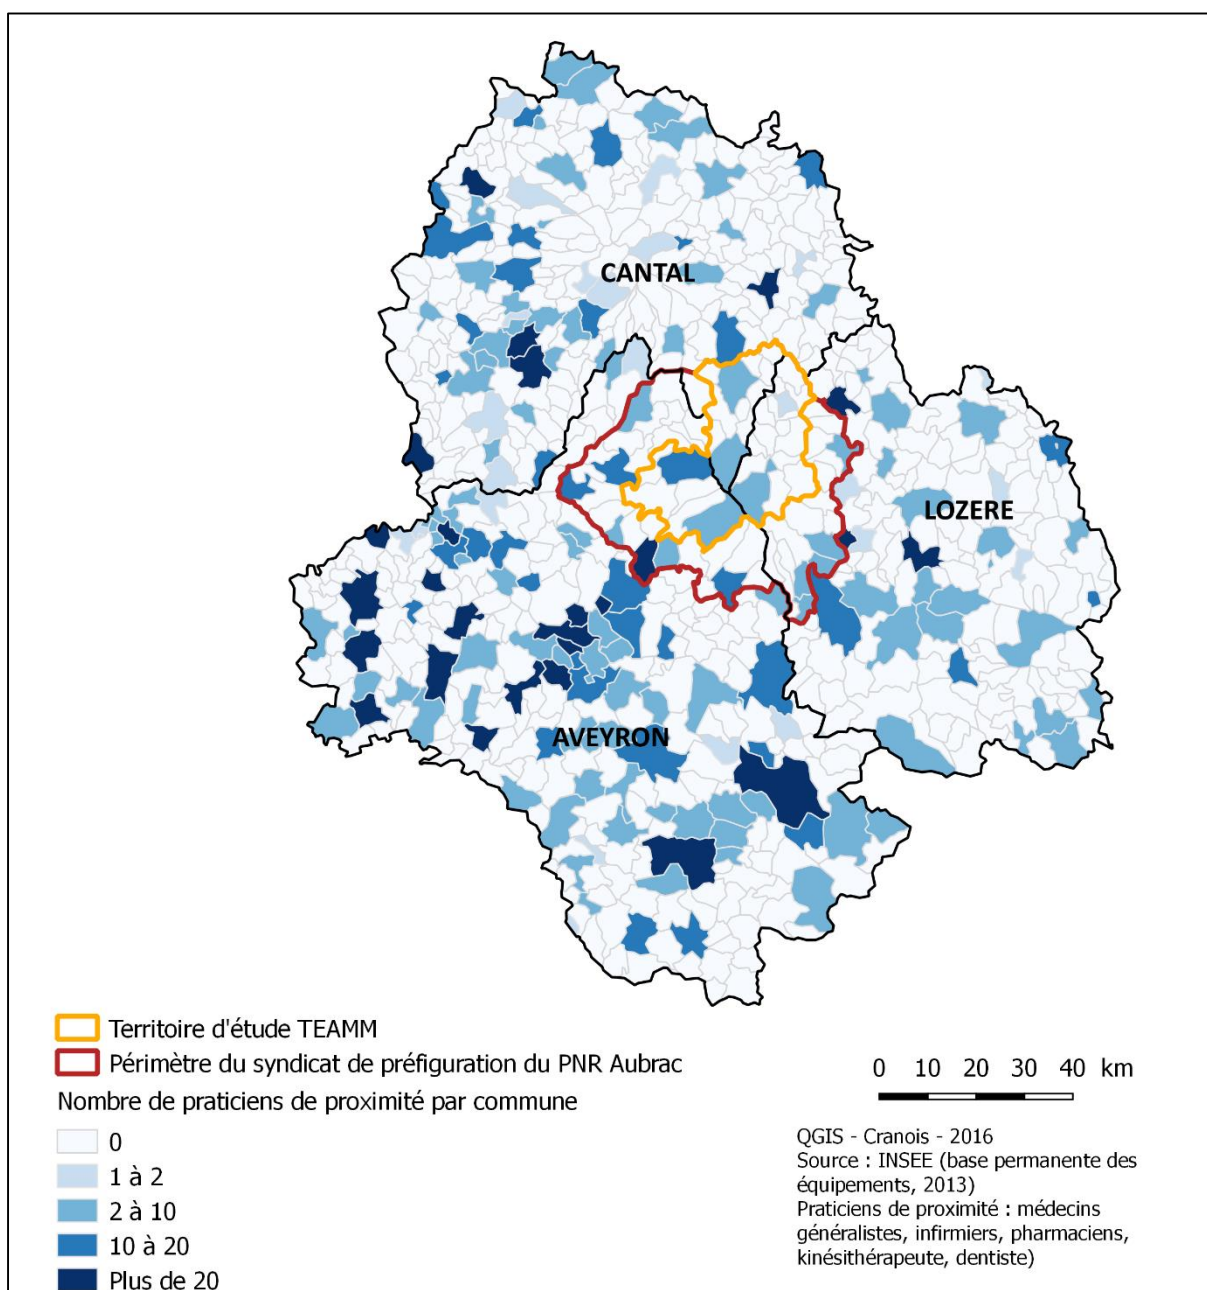 CANTAL
LOZERE
AVEYRON
Territoire d'étude TEAMM
Périmètre du syndicat de préfiguration du PNR Aubrac
Nombre de praticiens de proximité par commune
0
1 à 2
2 à 10
10 à 20
Plus de 20
0 10 20 30 40 km
QGIS - Cranois - 2016
Source : INSEE (base permanente des
équipements, 2013)
Praticiens de proximité : médecins
généralistes, infirmiers, pharmaciens,
kinésithérapeute, dentiste)